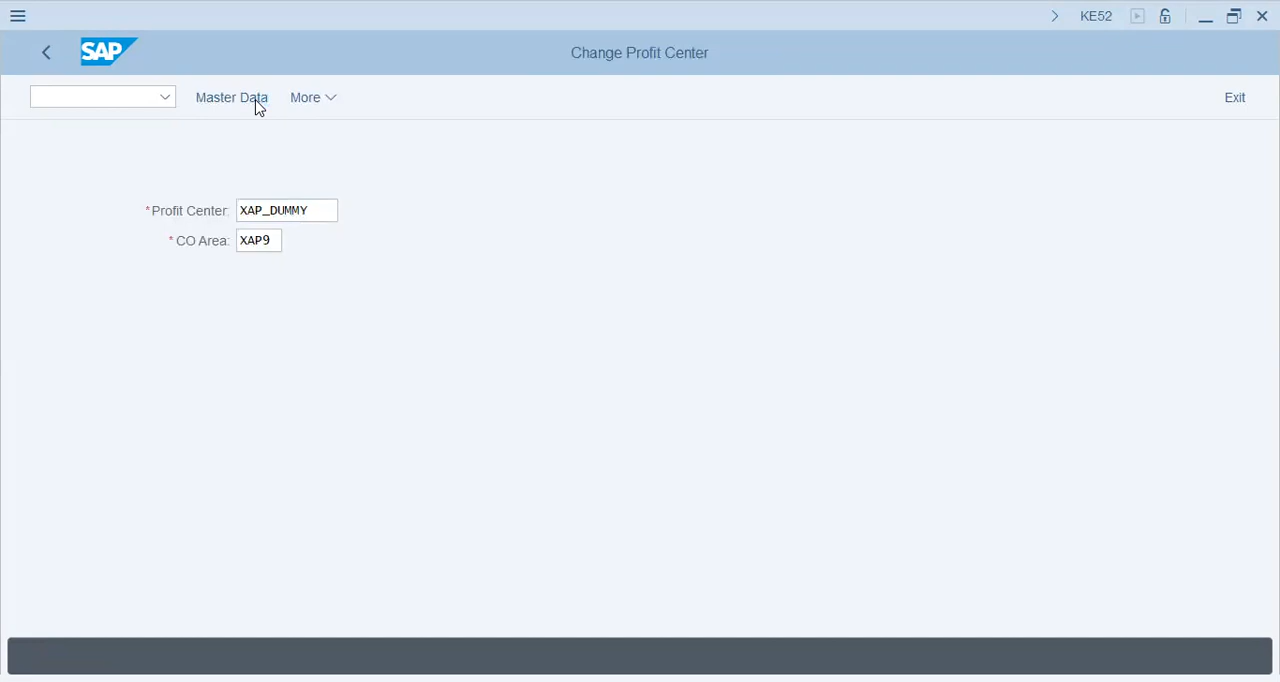 KE52
SAP Change Profit Center
Master Data More Exit
*Profit Center: XAP_DUMMY
* CO Area: XAP9